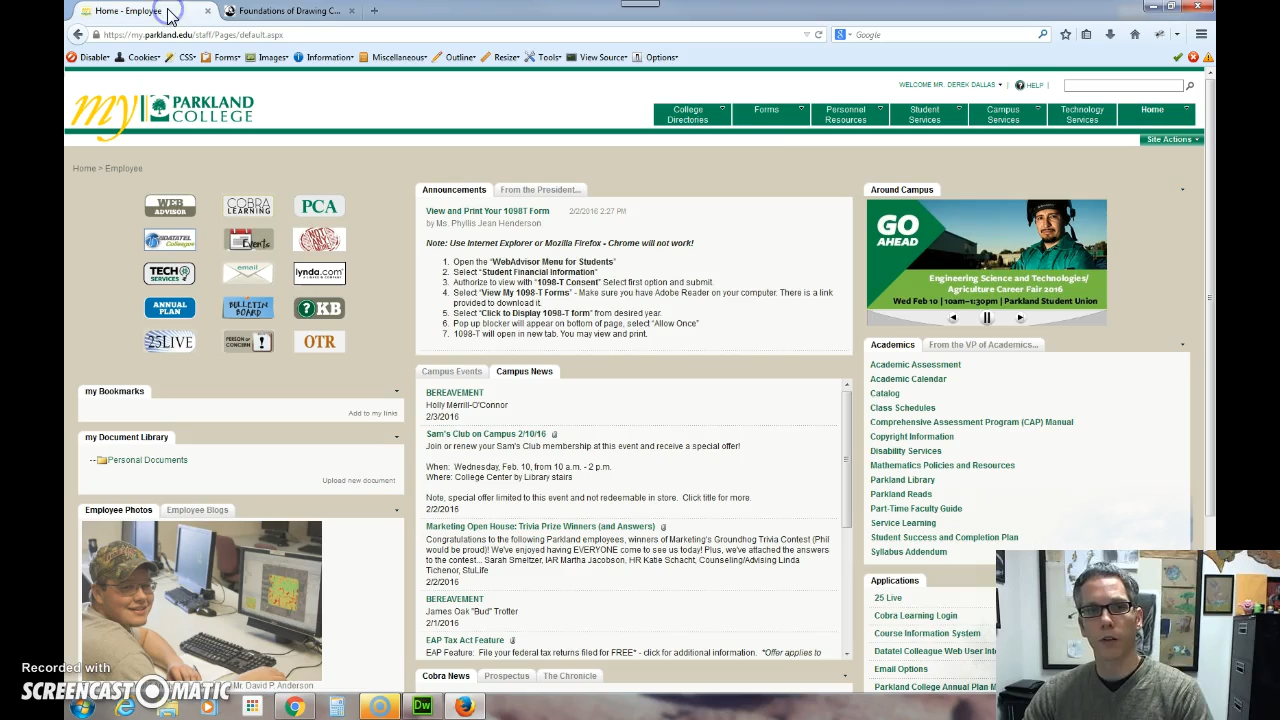 Home - Employee
Foundations of Drawing C...
https://my.parkland.edu/staff/Pages/default.aspx
Google
Disable
Cookies
CSS
Forms
Images
Information
Miscellaneous
Outline
Resize
Tools
View Source
Options
WELCOME MR. DEREK DALLAS
HELP
my PARKLAND COLLEGE
College Directories
Forms
Personnel Resources
Student Services
Campus Services
Technology Services
Home
Site Actions
Home > Employee
WEB ADVISOR
COBRA LEARNING
PCA
DATATEL Colleague
Events
TECH SERVICES
email
lynda.com
ANNUAL PLAN
BULLETIN BOARD
KB
25LIVE
PERSON of CONCERN
OTR
my Bookmarks
Add to my links
my Document Library
Personal Documents
Upload new document
Employee Photos
Employee Blogs
Mr. David P. Anderson
Announcements
From the President...
View and Print Your 1098T Form
2/2/2016 2:27 PM
by Ms. Phyllis Jean Henderson
Note: Use Internet Explorer or Mozilla Firefox - Chrome will not work!
1. Open the "WebAdvisor Menu for Students"
2. Select "Student Financial Information"
3. Authorize to view with "1098-T Consent" Select first option and submit.
4. Select "View My 1098-T Forms" - Make sure you have Adobe Reader on your computer. There is a link
provided to download it.
5. Select "Click to Display 1098-T form" from desired year.
6. Pop up blocker will appear on bottom of page, select "Allow Once"
7. 1098-T will open in new tab. You may view and print.
Campus Events
Campus News
BEREAVEMENT
Holly Merrill-O'Connor
2/3/2016
Sam's Club on Campus 2/10/16
Join or renew your Sam's Club membership at this event and receive a special offer!
When: Wednesday, Feb. 10, from 10 a.m. - 2 p.m.
Where: College Center by Library stairs
Note, special offer limited to this event and not redeemable in store. Click title for more.
2/2/2016
Marketing Open House: Trivia Prize Winners (and Answers)
Congratulations to the following Parkland employees, winners of Marketing's Groundhog Trivia Contest (Phil
would be proud)! We've enjoyed having EVERYONE come to see us today! Plus, we've attached the answers
to the contest... Sarah Smeltzer, IAR Martha Jacobson, HR Katie Schacht, Counseling/Advising Linda
Tichenor, StuLife
2/2/2016
BEREAVEMENT
James Oak "Bud" Trotter
2/1/2016
EAP Tax Act Feature
EAP Feature: File your federal tax returns filed for FREE* - click for additional information. *Offer applies to
Cobra News
Prospectus
The Chronicle
Around Campus
GO AHEAD
Engineering Science and Technologies/
Agriculture Career Fair 2016
Wed Feb 10 | 10am-1:30pm | Parkland Student Union
Academics
From the VP of Academics...
Academic Assessment
Academic Calendar
Catalog
Class Schedules
Comprehensive Assessment Program (CAP) Manual
Copyright Information
Disability Services
Mathematics Policies and Resources
Parkland Library
Parkland Reads
Part-Time Faculty Guide
Service Learning
Student Success and Completion Plan
Syllabus Addendum
Applications
25 Live
Cobra Learning Login
Course Information System
Datatel Colleague Web User Int
Email Options
Parkland College Annual Plan M
Recorded with
SCREENCAST MATIC
Dw